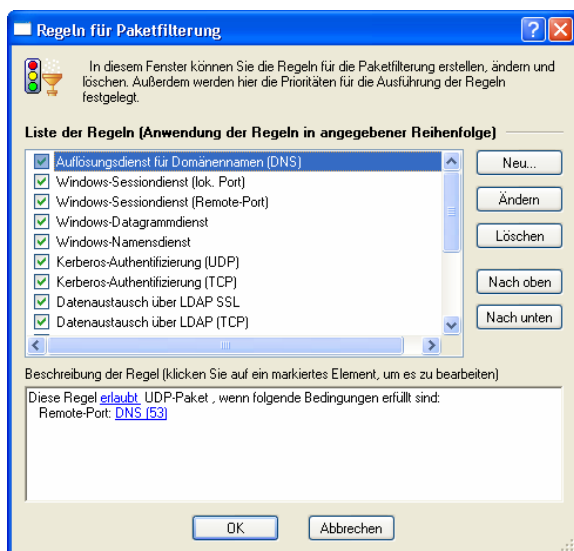 Regeln für Paketfilterung
In diesem Fenster können Sie die Regeln für die Paketfilterung erstellen, ändern und
löschen. Außerdem werden hier die Prioritäten für die Ausführung der Regeln
festgelegt.
Liste der Regeln (Anwendung der Regeln in angegebener Reihenfolge)
Auflösungsdienst für Domänennamen (DNS)
Windows-Sessiondienst (lok. Port)
Windows-Sessiondienst (Remote-Port)
Windows-Datagrammdienst
Windows-Namensdienst
Kerberos-Authentifizierung (UDP)
Kerberos-Authentifizierung (TCP)
Datenaustausch über LDAP SSL
Datenaustausch über LDAP (TCP)
Neu...
Ändern
Löschen
Nach oben
Nach unten
Beschreibung der Regel (klicken Sie auf ein markiertes Element, um es zu bearbeiten)
Diese Regel erlaubt UDP-Paket , wenn folgende Bedingungen erfüllt sind:
Remote-Port: DNS (53)
OK
Abbrechen